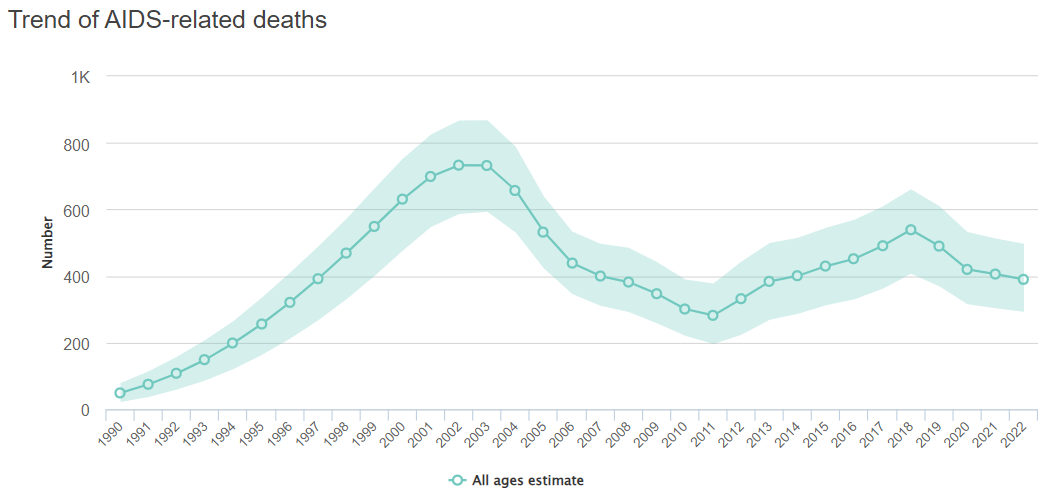 Trend of AIDS-related deaths
1K
800
600
400
200
0
Number
1990 1991 1992 1993 1994 1995 1996 1997 1998 1999 2000 2001 2002 2003 2004 2005 2006 2007 2008 2009 2010 2011 2012 2013 2014 2015 2016 2017 2018 2019 2020 2021 2022
All ages estimate